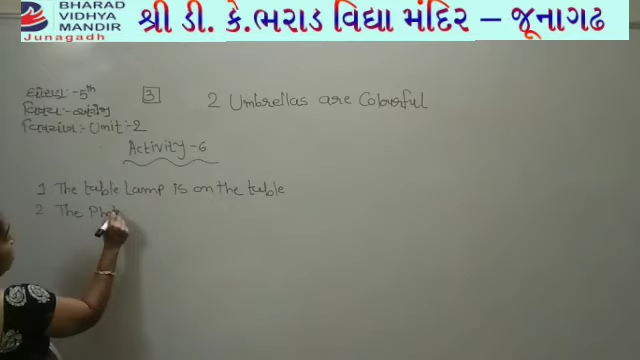 BHARAD
VIDHYA
MANDIR
Junagadh
શ્રી ડી. કે.ભરાડ વિદ્યા મંદિર – જૂનાગઢ
ધોરણ:-5th
3
2 Umbrellas are Colourful
વિષય:-અંગ્રેજી
Unit-2
Activity-6
1 The table Lamp is on the table
2 The Ph